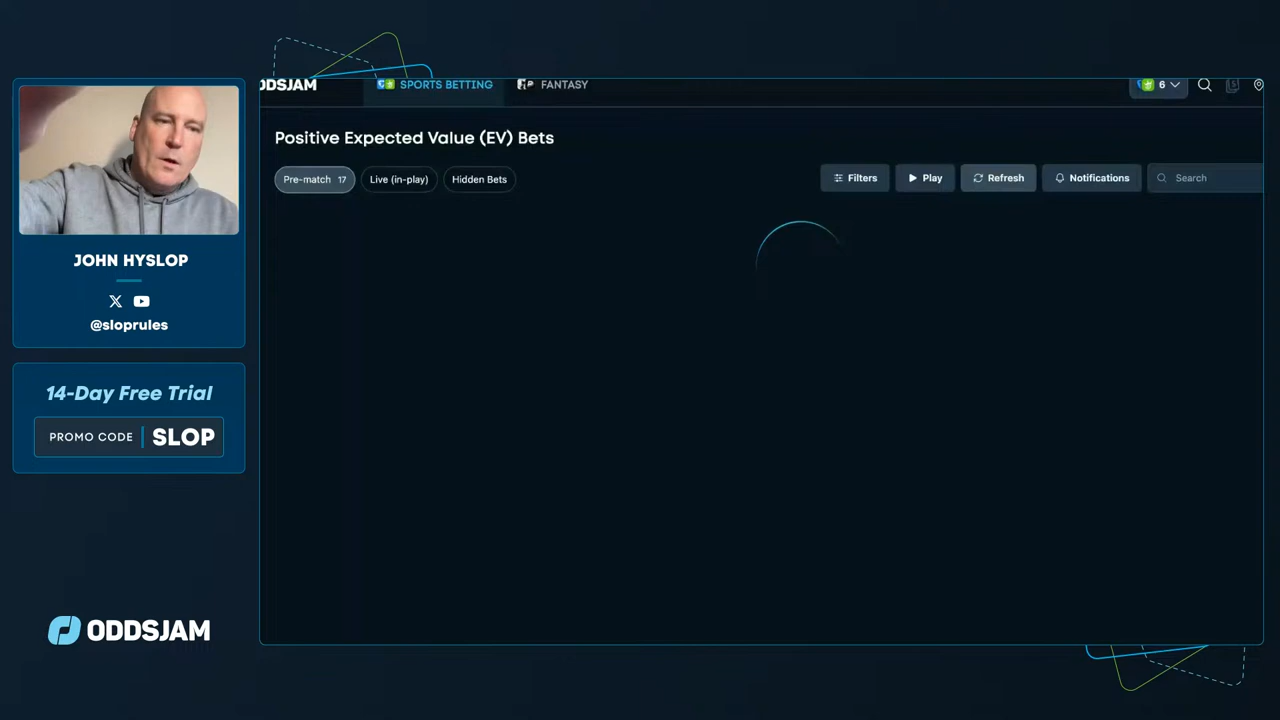 JOHN HYSLOP
@sloprules
14-Day Free Trial
PROMO CODE | SLOP
ODDSJAM
ODDSJAM
SPORTS BETTING
FANTASY
6
Positive Expected Value (EV) Bets
Pre-match 17
Live (in-play)
Hidden Bets
Filters
Play
Refresh
Notifications
Search